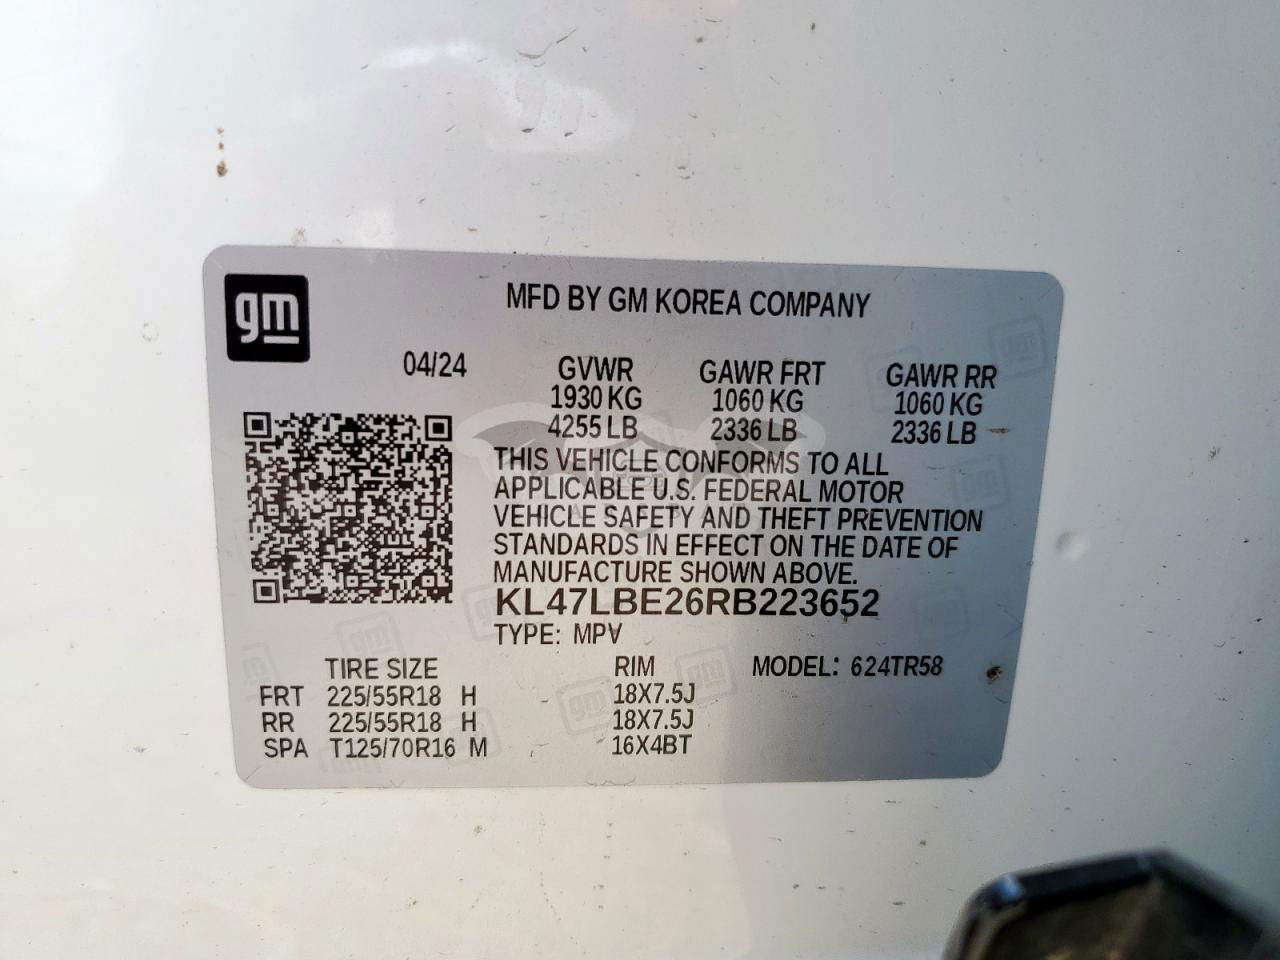 gm
MFD BY GM KOREA COMPANY
04/24 GVWR GAWR FRT GAWR RR
1930 KG 1060 KG 1060 KG
4255 LB 2336 LB 2336 LB
THIS VEHICLE CONFORMS TO ALL
APPLICABLE U.S. FEDERAL MOTOR
VEHICLE SAFETY AND THEFT PREVENTION
STANDARDS IN EFFECT ON THE DATE OF
MANUFACTURE SHOWN ABOVE.
KL47LBE26RB223652
TYPE: MPV
TIRE SIZE RIM MODEL: 624TR58
FRT 225/55R18 H 18X7.5J
RR 225/55R18 H 18X7.5J
SPA T125/70R16 M 16X4BT